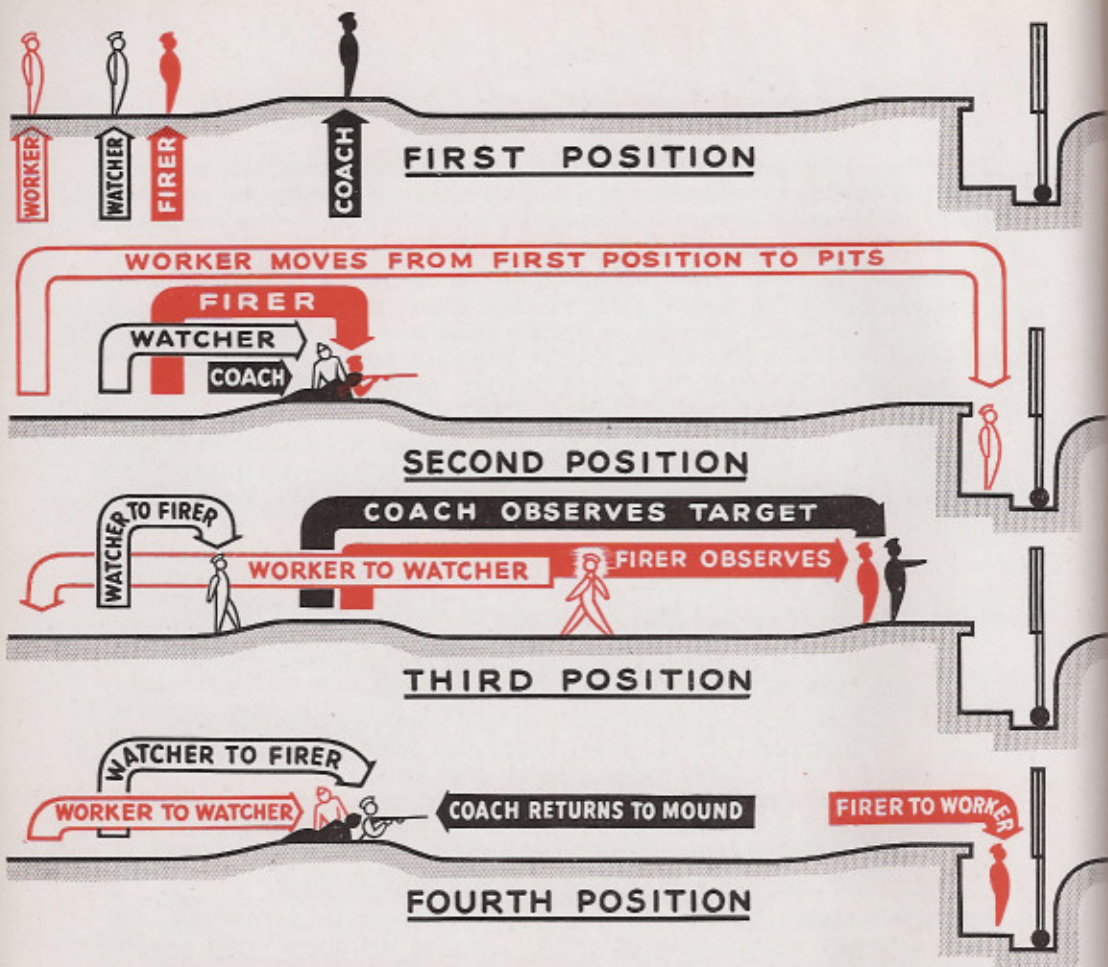 WORKER
WATCHER
FIRER
COACH
FIRST POSITION
WORKER MOVES FROM FIRST POSITION TO PITS
FIRER
WATCHER
COACH
SECOND POSITION
WATCHER TO FIRER
COACH OBSERVES TARGET
WORKER TO WATCHER
FIRER OBSERVES
THIRD POSITION
WATCHER TO FIRER
WORKER TO WATCHER
COACH RETURNS TO MOUND
FIRER TO WORKER
FOURTH POSITION